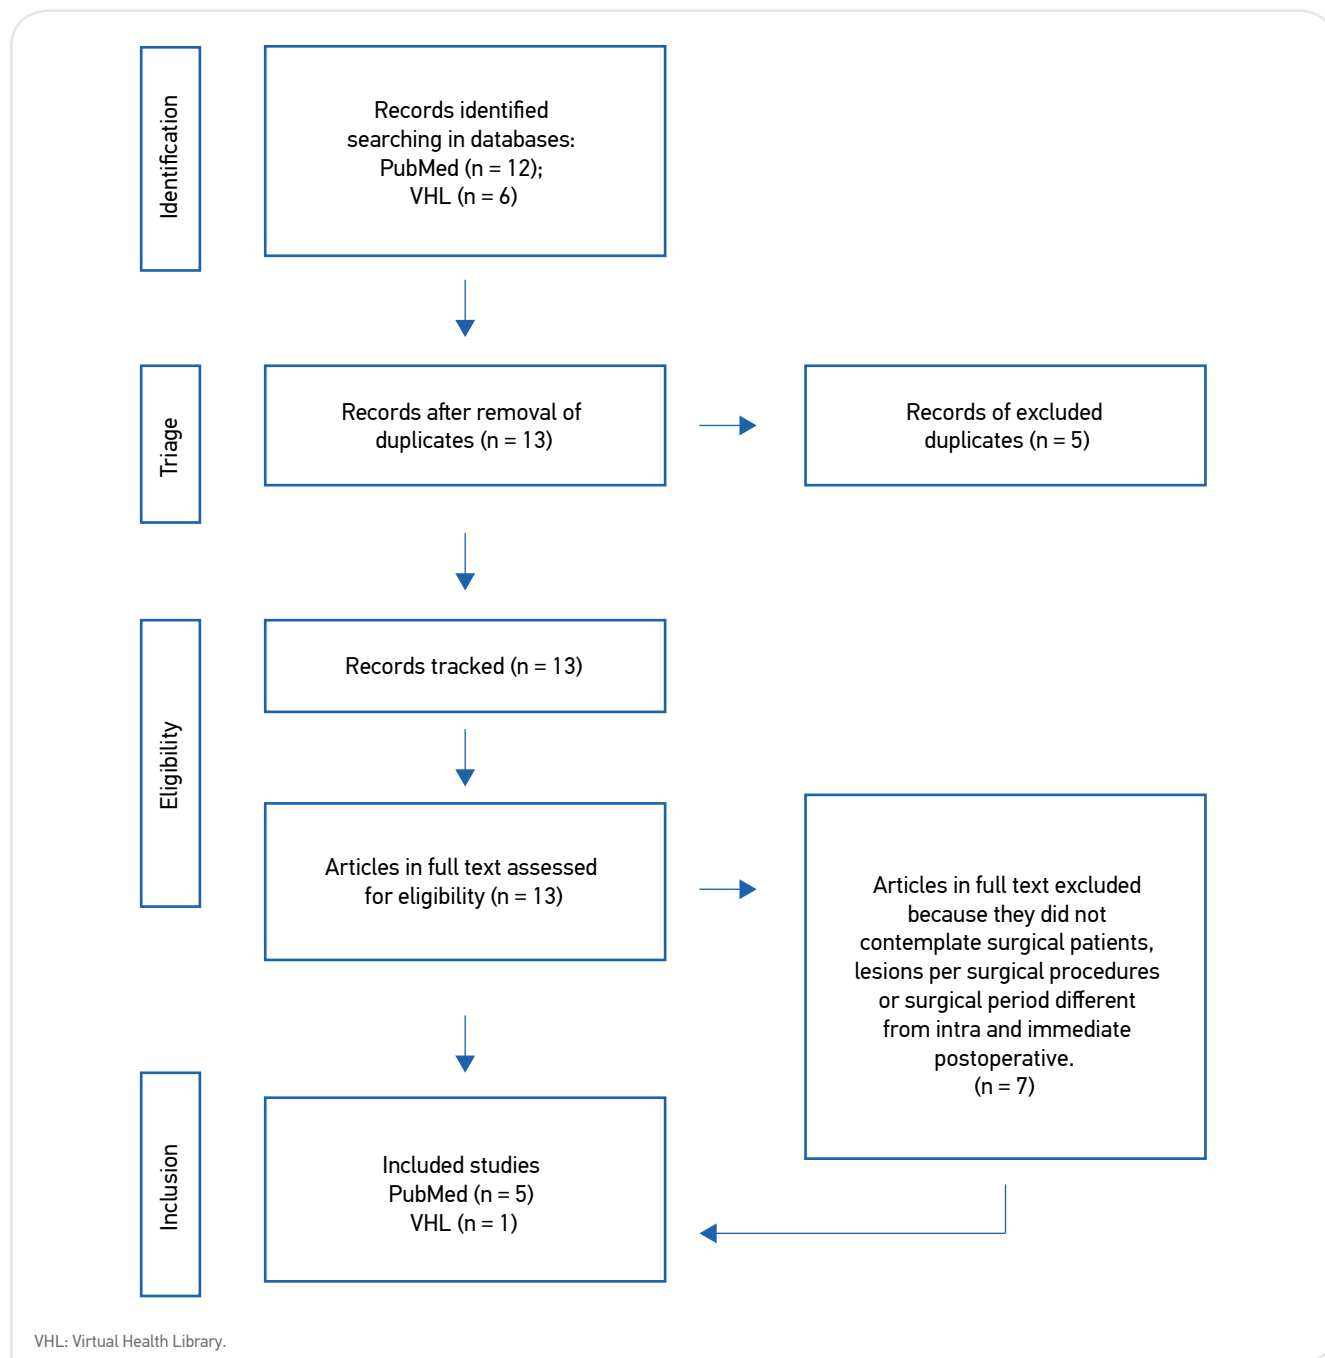 Identification
Records identified
searching in databases:
PubMed (n = 12);
VHL (n = 6)
Triage
Records after removal of
duplicates (n = 13)
Records of excluded
duplicates (n = 5)
Eligibility
Records tracked (n = 13)
Articles in full text assessed
for eligibility (n = 13)
Articles in full text excluded
because they did not
contemplate surgical patients,
lesions per surgical procedures
or surgical period different
from intra and immediate
postoperative.
(n = 7)
Inclusion
Included studies
PubMed (n = 5)
VHL (n = 1)
VHL: Virtual Health Library.